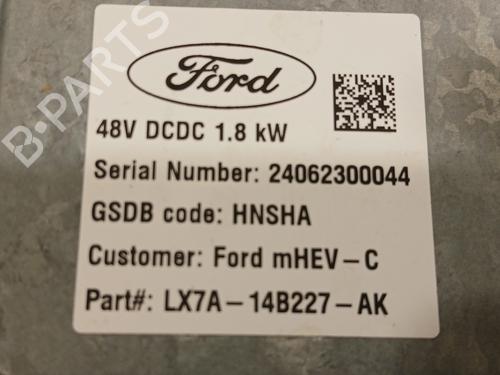 Ford
48V DCDC 1.8 kW
Serial Number: 24062300044
GSDB code: HNSHA
Customer: Ford mHEV-C
Part#: LX7A-14B227-AK
B-PARTS